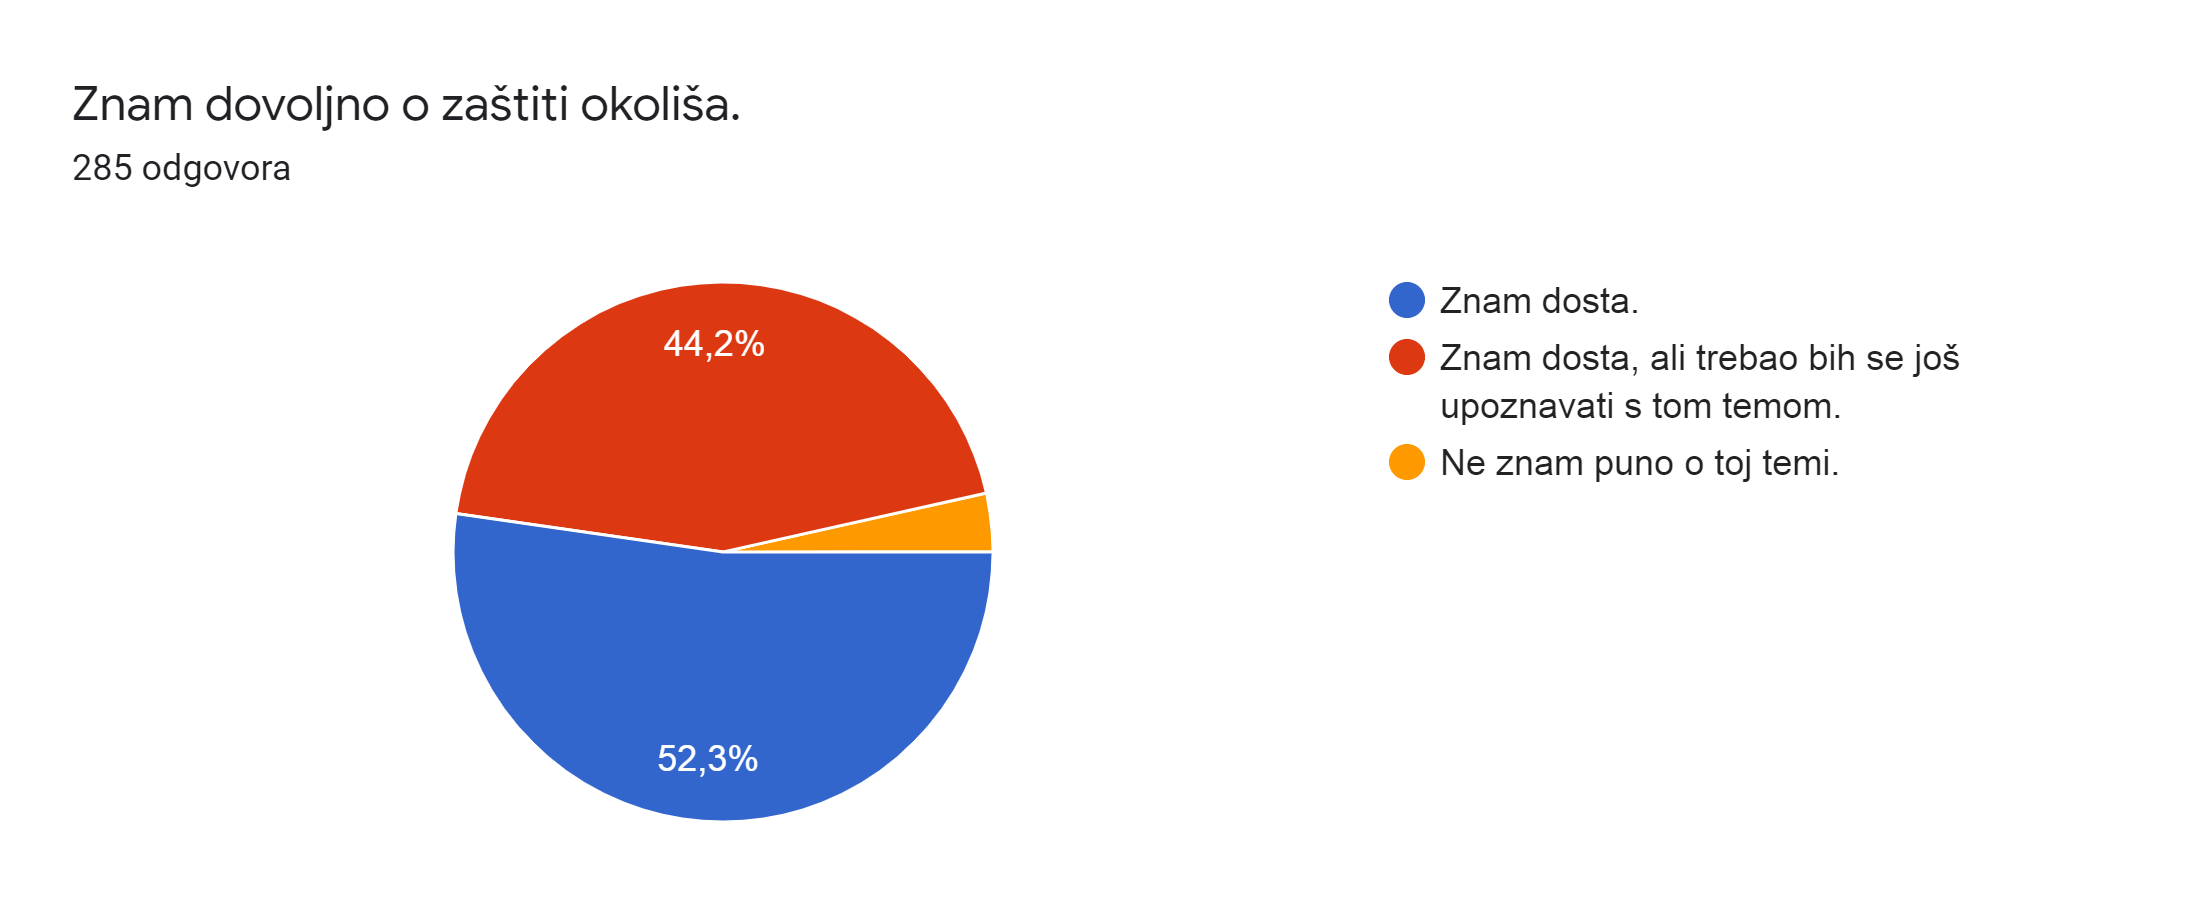 Znam dovoljno o zaštiti okoliša.
285 odgovora
44,2%
52,3%
Znam dosta.
Znam dosta, ali trebao bih se još
upoznavati s tom temom.
Ne znam puno o toj temi.